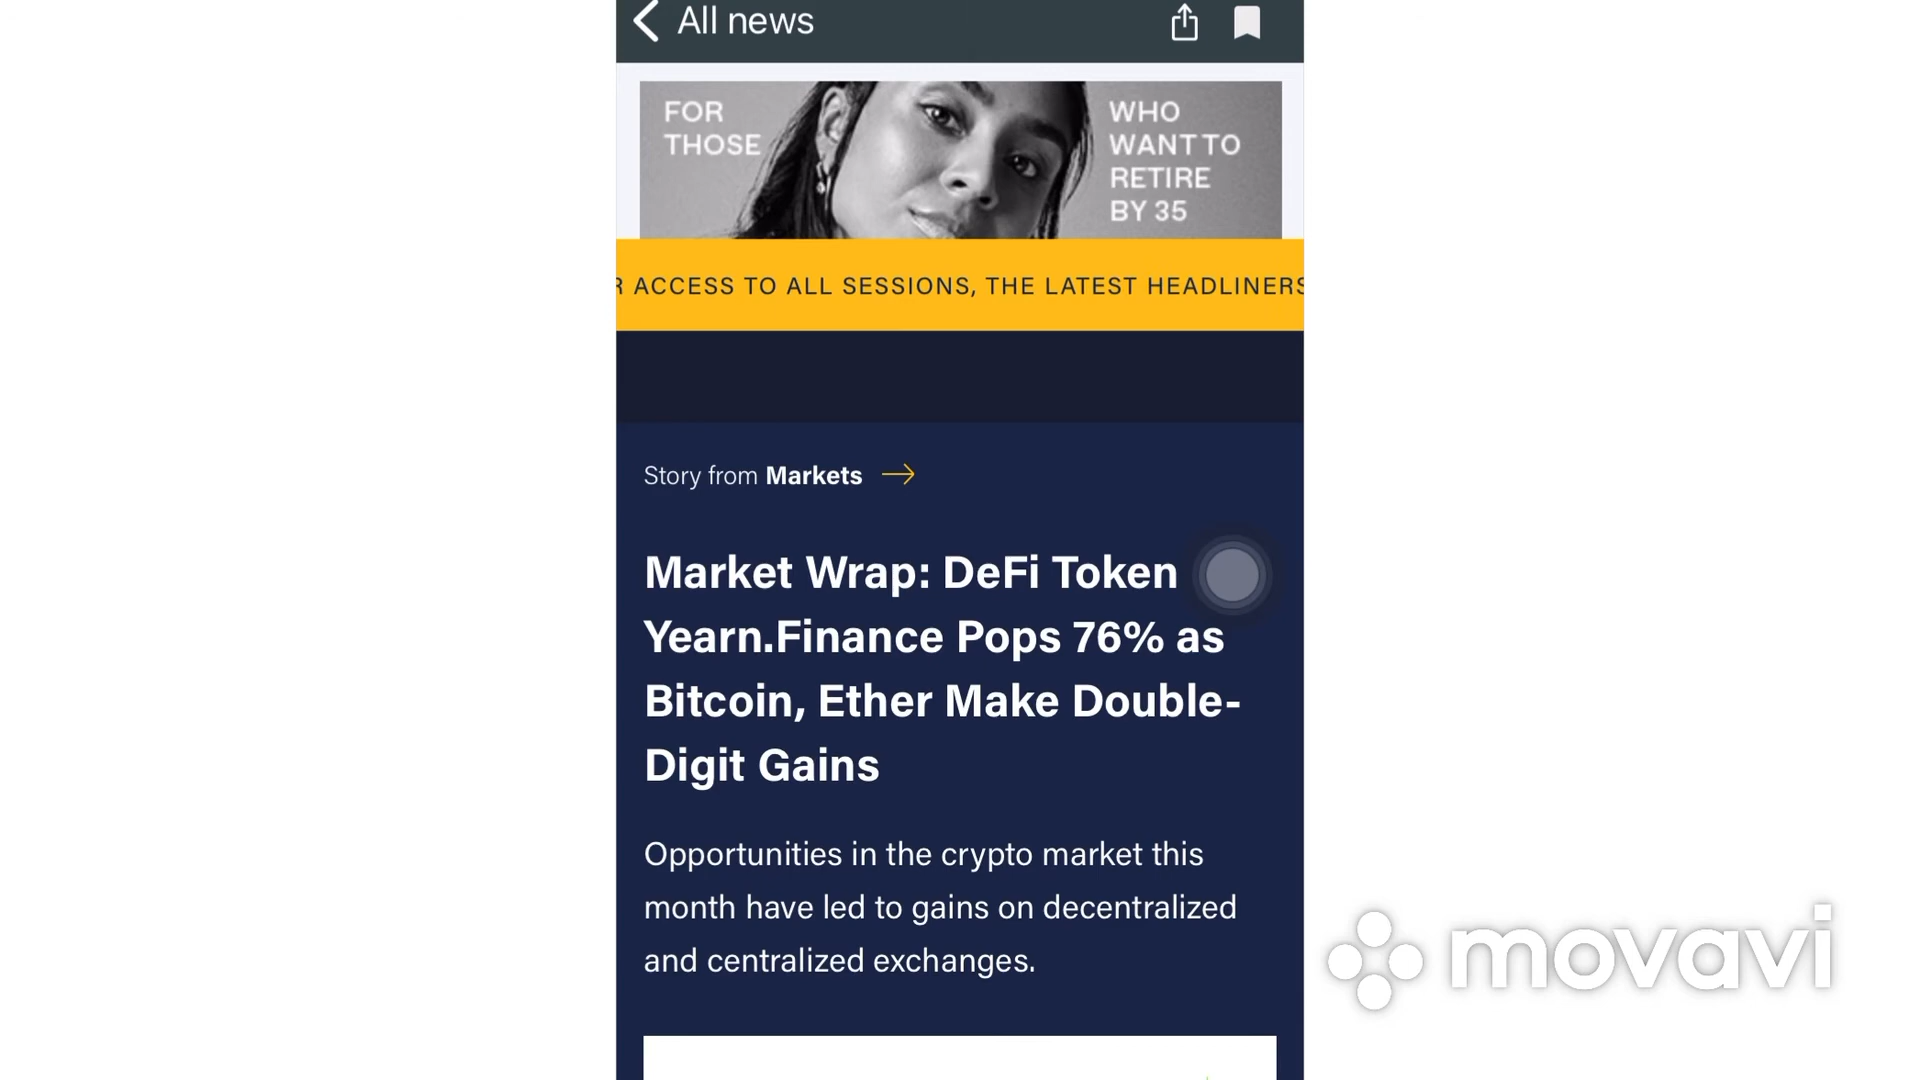 All news
FOR
THOSE
WHO
WANT TO
RETIRE
BY 35
ACCESS TO ALL SESSIONS, THE LATEST HEADLINERS
Story from Markets
Market Wrap: DeFi Token
Yearn.Finance Pops 76% as
Bitcoin, Ether Make Double-
Digit Gains
Opportunities in the crypto market this
month have led to gains on decentralized
and centralized exchanges.
movavi